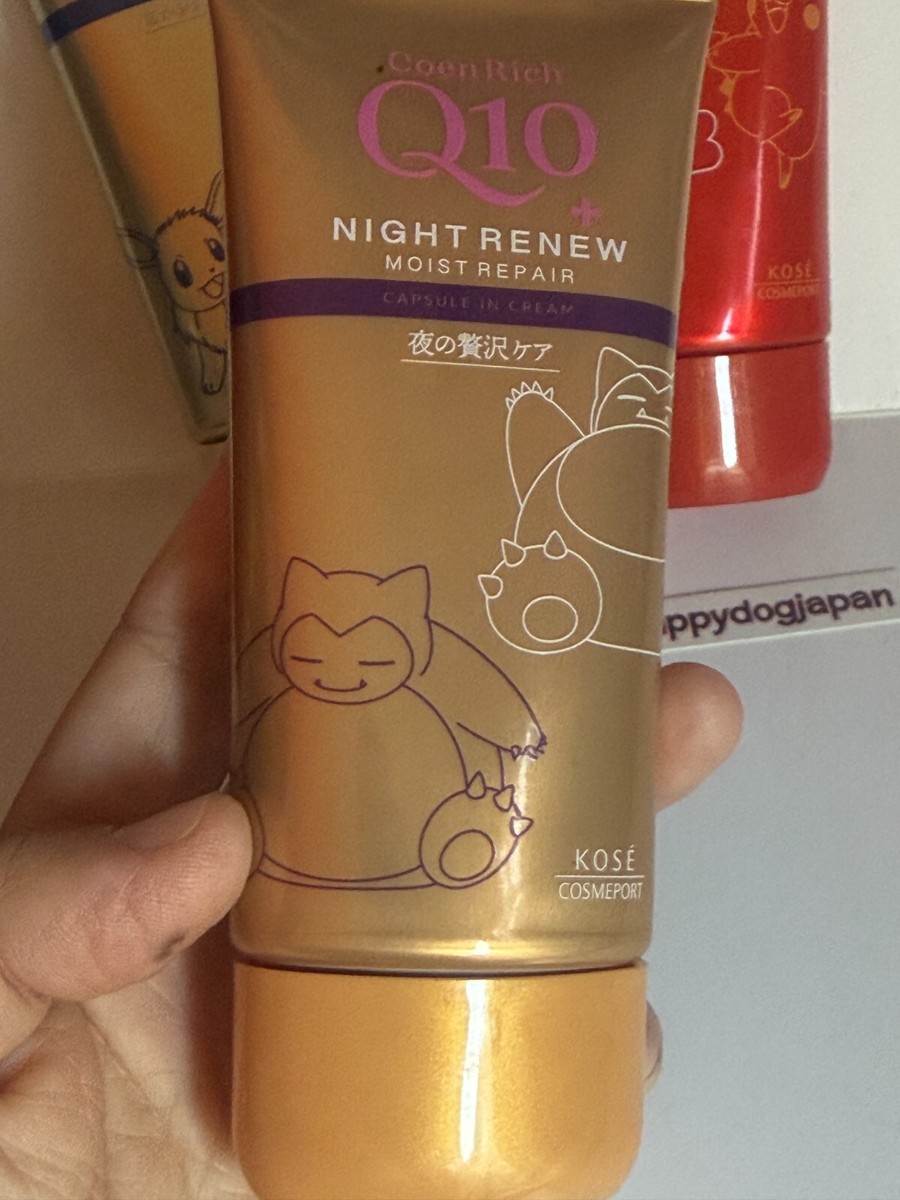 CoenRich
Q10
+
NIGHT RENEW
MOIST REPAIR
CAPSULE IN CREAM
夜の贅沢ケア
KOSÉ
COSMEPORT
KOSÉ
COSMEPORT
ppydogjapan